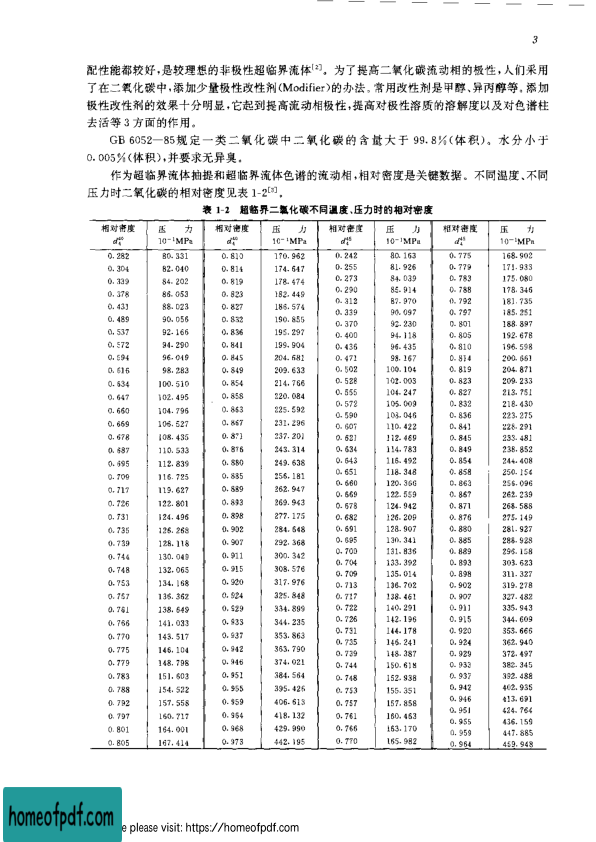 3
配性能都较好,是较理想的非极性超临界流体[2]。为了提高二氧化碳流动相的极性,人们采用
了在二氧化碳中,添加少量极性改性剂(Modifier)的办法。常用改性剂是甲醇、异丙醇等。添加
极性改性剂的效果十分明显,它起到提高流动相极性,提高对极性溶质的溶解度以及对色谱柱
去活等3方面的作用。
GB 6052—85规定一类二氧化碳中二氧化碳的含量大于 99.8%(体积)。水分小于
0.005%(体积),并要求无异臭。
作为超临界流体抽提和超临界流体色谱的流动相,相对密度是关键数据。不同温度、不同
压力时二氧化碳的相对密度见表 1-2[3]。
表 1-2 超临界二氧化碳不同温度、压力时的相对密度
相对密度 压 力 相对密度 压 力
d₄⁴⁰ 10⁻¹MPa d₄⁴⁰ 10⁻¹MPa
0.282 80.331 0.810 170.962
0.304 82.040 0.814 174.647
0.339 84.202 0.819 178.474
0.378 86.053 0.823 182.449
0.431 88.023 0.827 186.574
0.489 90.056 0.832 190.855
0.537 92.166 0.836 195.297
0.572 94.290 0.841 199.904
0.594 96.049 0.845 204.681
0.616 98.283 0.849 209.633
0.634 100.510 0.854 214.766
0.647 102.495 0.858 220.084
0.660 104.796 0.863 225.592
0.669 106.527 0.867 231.296
0.678 108.435 0.871 237.201
0.687 110.533 0.876 243.314
0.695 112.839 0.880 249.638
0.709 116.725 0.885 256.181
0.717 119.627 0.889 262.947
0.726 122.801 0.893 269.943
0.731 124.496 0.898 277.175
0.735 126.268 0.902 284.648
0.739 128.118 0.907 292.368
0.744 130.049 0.911 300.342
0.748 132.065 0.915 308.576
0.753 134.168 0.920 317.976
0.757 136.362 0.924 325.848
0.761 138.649 0.929 334.899
0.766 141.033 0.933 344.235
0.770 143.517 0.937 353.863
0.775 146.104 0.942 363.790
0.779 148.798 0.946 374.021
0.783 151.603 0.951 384.564
0.788 154.522 0.955 395.426
0.792 157.558 0.959 406.613
0.797 160.717 0.964 418.132
0.801 164.001 0.968 429.990
0.805 167.414 0.973 442.195
相对密度 压 力 相对密度 压 力
d₄⁴⁵ 10⁻¹MPa d₄⁴⁵ 10⁻¹MPa
0.242 80.163 0.775 168.902
0.255 81.926 0.779 171.933
0.273 84.039 0.783 175.080
0.290 85.914 0.788 178.346
0.312 87.970 0.792 181.735
0.339 90.097 0.797 185.251
0.370 92.230 0.801 188.897
0.400 94.118 0.805 192.678
0.436 96.435 0.810 196.598
0.471 98.167 0.814 200.661
0.502 100.104 0.819 204.871
0.528 102.003 0.823 209.233
0.555 104.247 0.827 213.751
0.572 106.009 0.832 218.430
0.590 108.046 0.836 223.275
0.607 110.422 0.841 228.291
0.621 112.469 0.845 233.481
0.634 114.783 0.849 238.852
0.643 116.492 0.854 244.408
0.651 118.348 0.858 250.154
0.660 120.366 0.863 256.096
0.669 122.559 0.867 262.239
0.678 124.942 0.871 268.588
0.682 126.209 0.876 275.149
0.691 128.907 0.880 281.927
0.695 130.341 0.885 288.928
0.700 131.836 0.889 296.158
0.704 133.392 0.893 303.623
0.709 135.014 0.898 311.327
0.713 136.702 0.902 319.278
0.717 138.461 0.907 327.482
0.722 140.291 0.911 335.943
0.726 142.196 0.915 344.609
0.731 144.178 0.920 353.666
0.735 146.241 0.924 362.940
0.739 148.387 0.929 372.497
0.744 150.618 0.933 382.345
0.748 152.938 0.937 392.488
0.753 155.351 0.942 402.935
0.757 157.858 0.946 413.691
0.761 160.463 0.951 424.764
0.766 163.170 0.955 436.159
0.770 165.982 0.959 447.885
0.964 459.948
homeofpdf.com
e please visit: https://homeofpdf.com